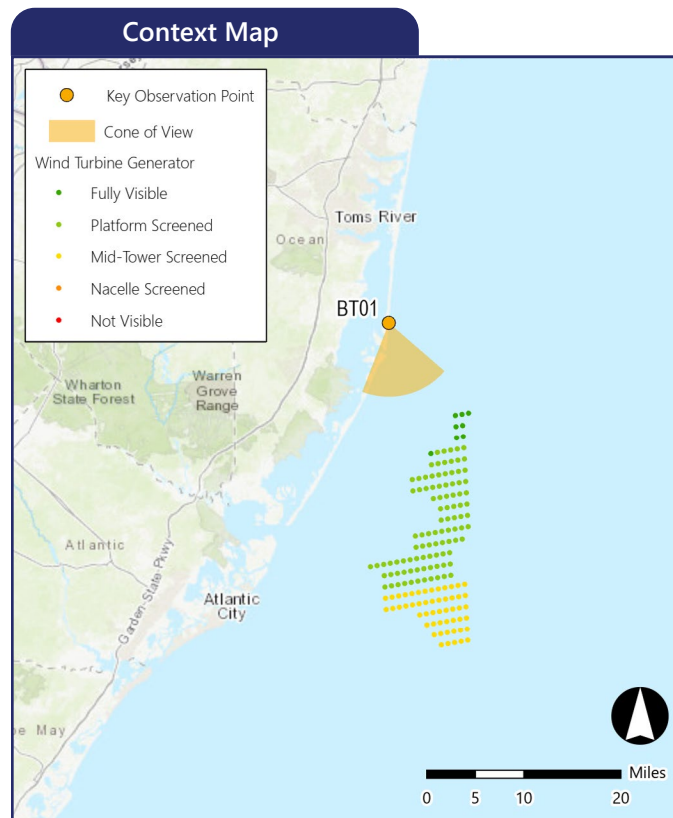 Context Map
Key Observation Point
Cone of View
Wind Turbine Generator
Fully Visible
Platform Screened
Mid-Tower Screened
Nacelle Screened
Not Visible
Toms River
Ocean
BT01
Wharton
State Forest
Warren
Grove
Range
Atlantic
Garden-State-Pkwy
Atlantic
City
pe May
Miles
0 5 10 20